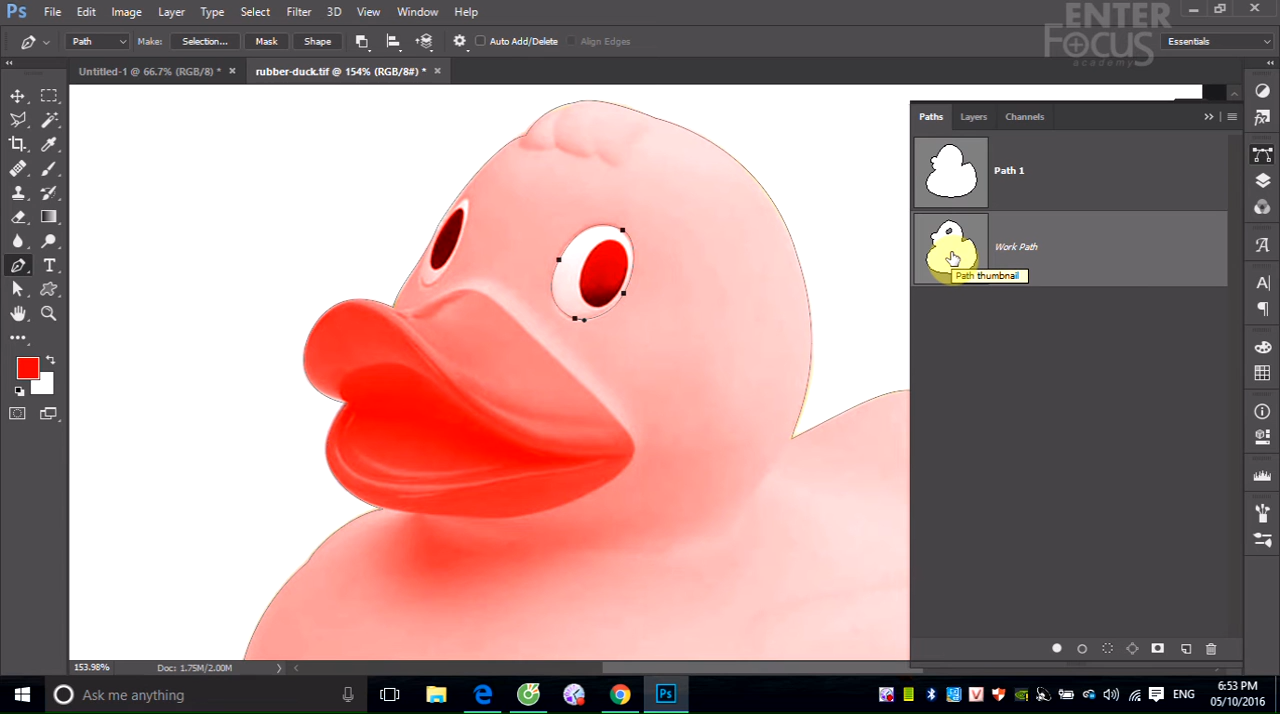 Ps File Edit Image Layer Type Select Filter 3D View Window Help
ENTER
FOCUS
academy
Path Make: Selection... Mask Shape Auto Add/Delete Align Edges Essentials
Untitled-1 @ 66.7% (RGB/8) * × rubber-duck.tif @ 154% (RGB/8#) * ×
Paths Layers Channels
Path 1
Work Path
Path thumbnail
153.98% Doc: 1.75M/2.00M
Ask me anything
Ps
ENG
6:53 PM
05/10/2016